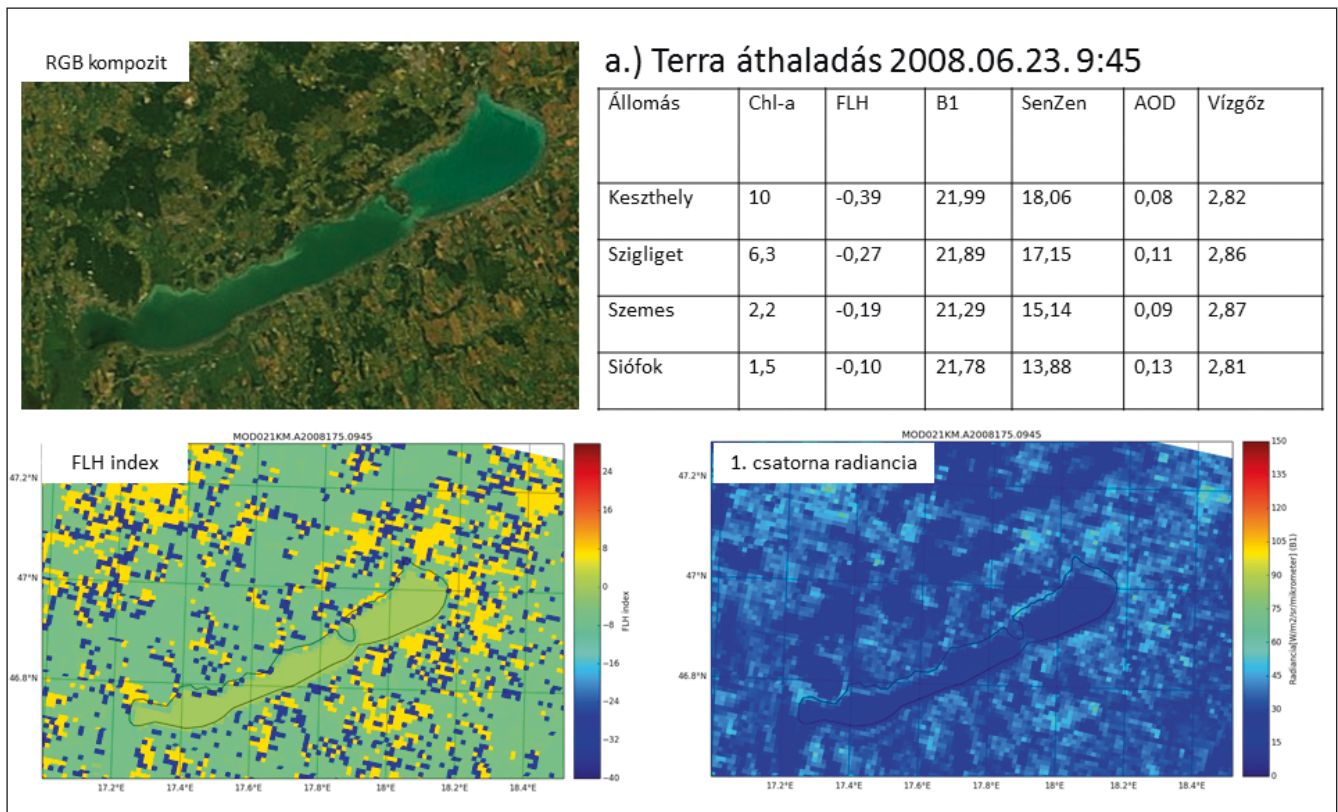 RGB kompozit
a.) Terra áthaladás 2008.06.23. 9:45
Állomás Chl-a FLH B1 SenZen AOD Vízgőz
Keszthely 10 -0,39 21,99 18,06 0,08 2,82
Szigliget 6,3 -0,27 21,89 17,15 0,11 2,86
Szemes 2,2 -0,19 21,29 15,14 0,09 2,87
Siófok 1,5 -0,10 21,78 13,88 0,13 2,81
MOD021KM.A2008175.0945
FLH index
47.2°N
47°N
46.8°N
17.2°E 17.4°E 17.6°E 17.8°E 18°E 18.2°E 18.4°E
24
16
8
0
−8
−16
−24
−32
−40
FLH index
MOD021KM.A2008175.0945
1. csatorna radiancia
47.2°N
47°N
46.8°N
17.2°E 17.4°E 17.6°E 17.8°E 18°E 18.2°E 18.4°E
150
135
120
105
90
75
60
45
30
15
0
Radiancia[W/m2/sr/mikrometer] (B1)